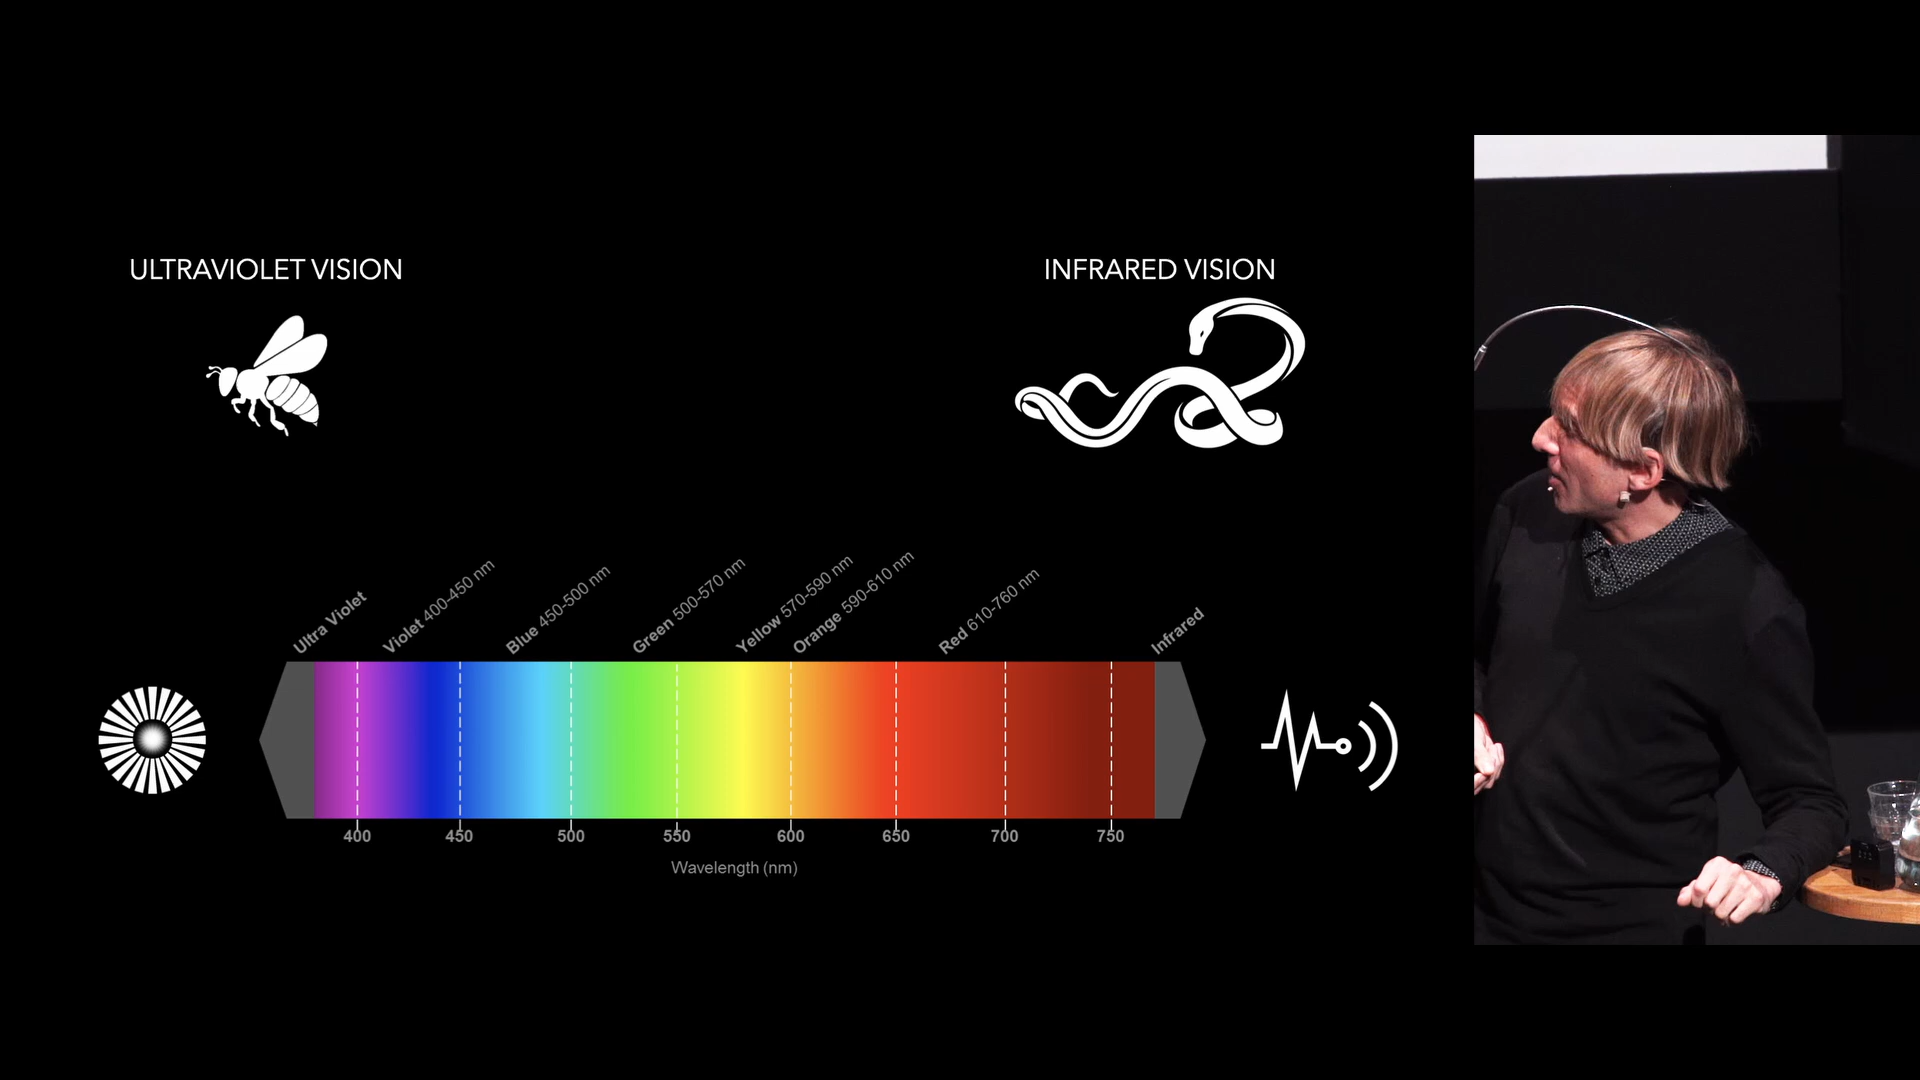 ULTRAVIOLET VISION
INFRARED VISION
Ultra Violet
Violet 400-450 nm
Blue 450-500 nm
Green 500-570 nm
Yellow 570-590 nm
Orange 590-610 nm
Red 610-760 nm
Infrared
400
450
500
550
600
650
700
750
Wavelength (nm)